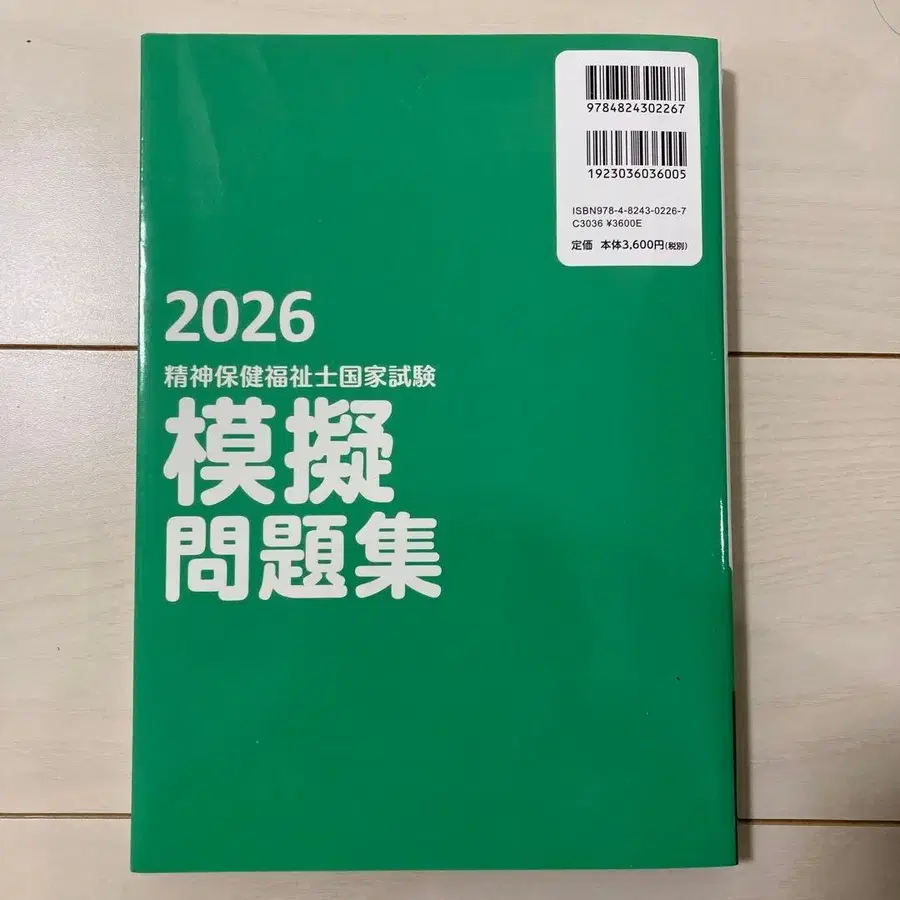 9784824302267
1923036036005
ISBN978-4-8243-0226-7
C3036 ¥3600E
定価 本体3,600円(税別)
2026
精神保健福祉士国家試験
模擬
問題集